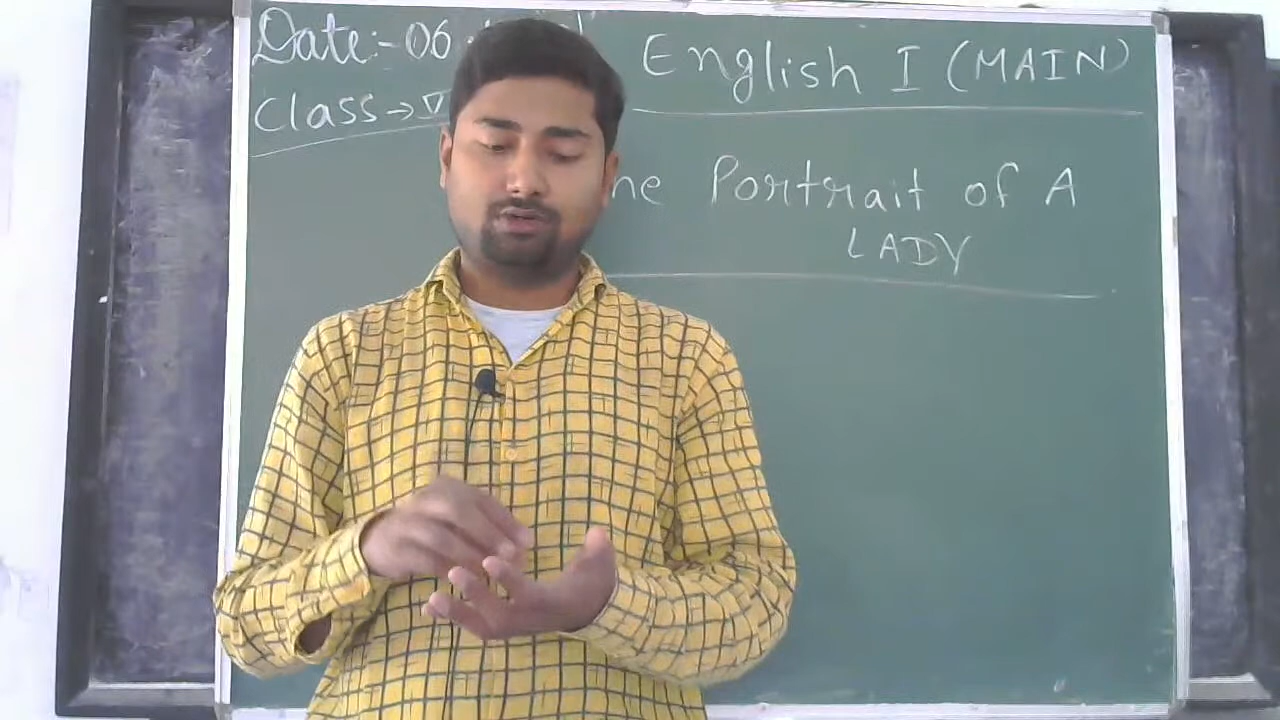 Date:-06
English I (MAIN)
Class→
Portrait of A
LADY